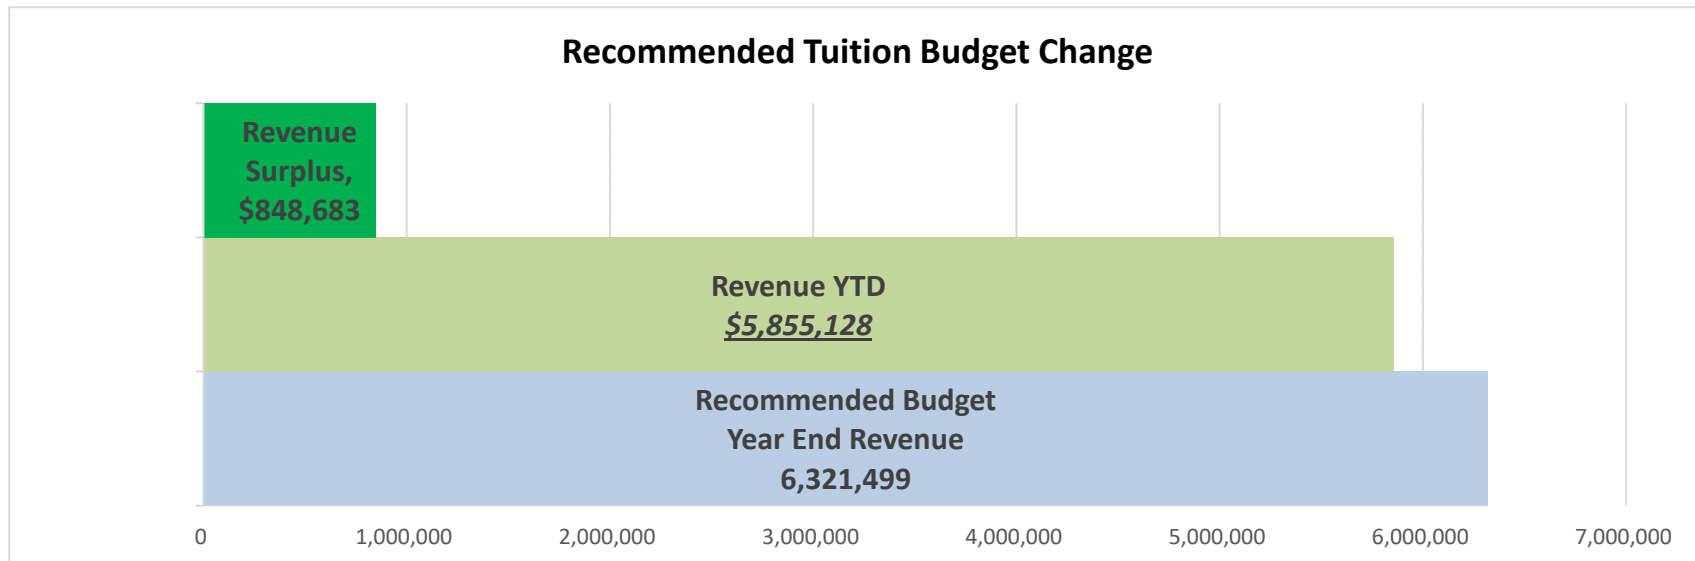 Recommended Tuition Budget Change
Revenue
Surplus,
$848,683
Revenue YTD
$5,855,128
Recommended Budget
Year End Revenue
6,321,499
0 1,000,000 2,000,000 3,000,000 4,000,000 5,000,000 6,000,000 7,000,000